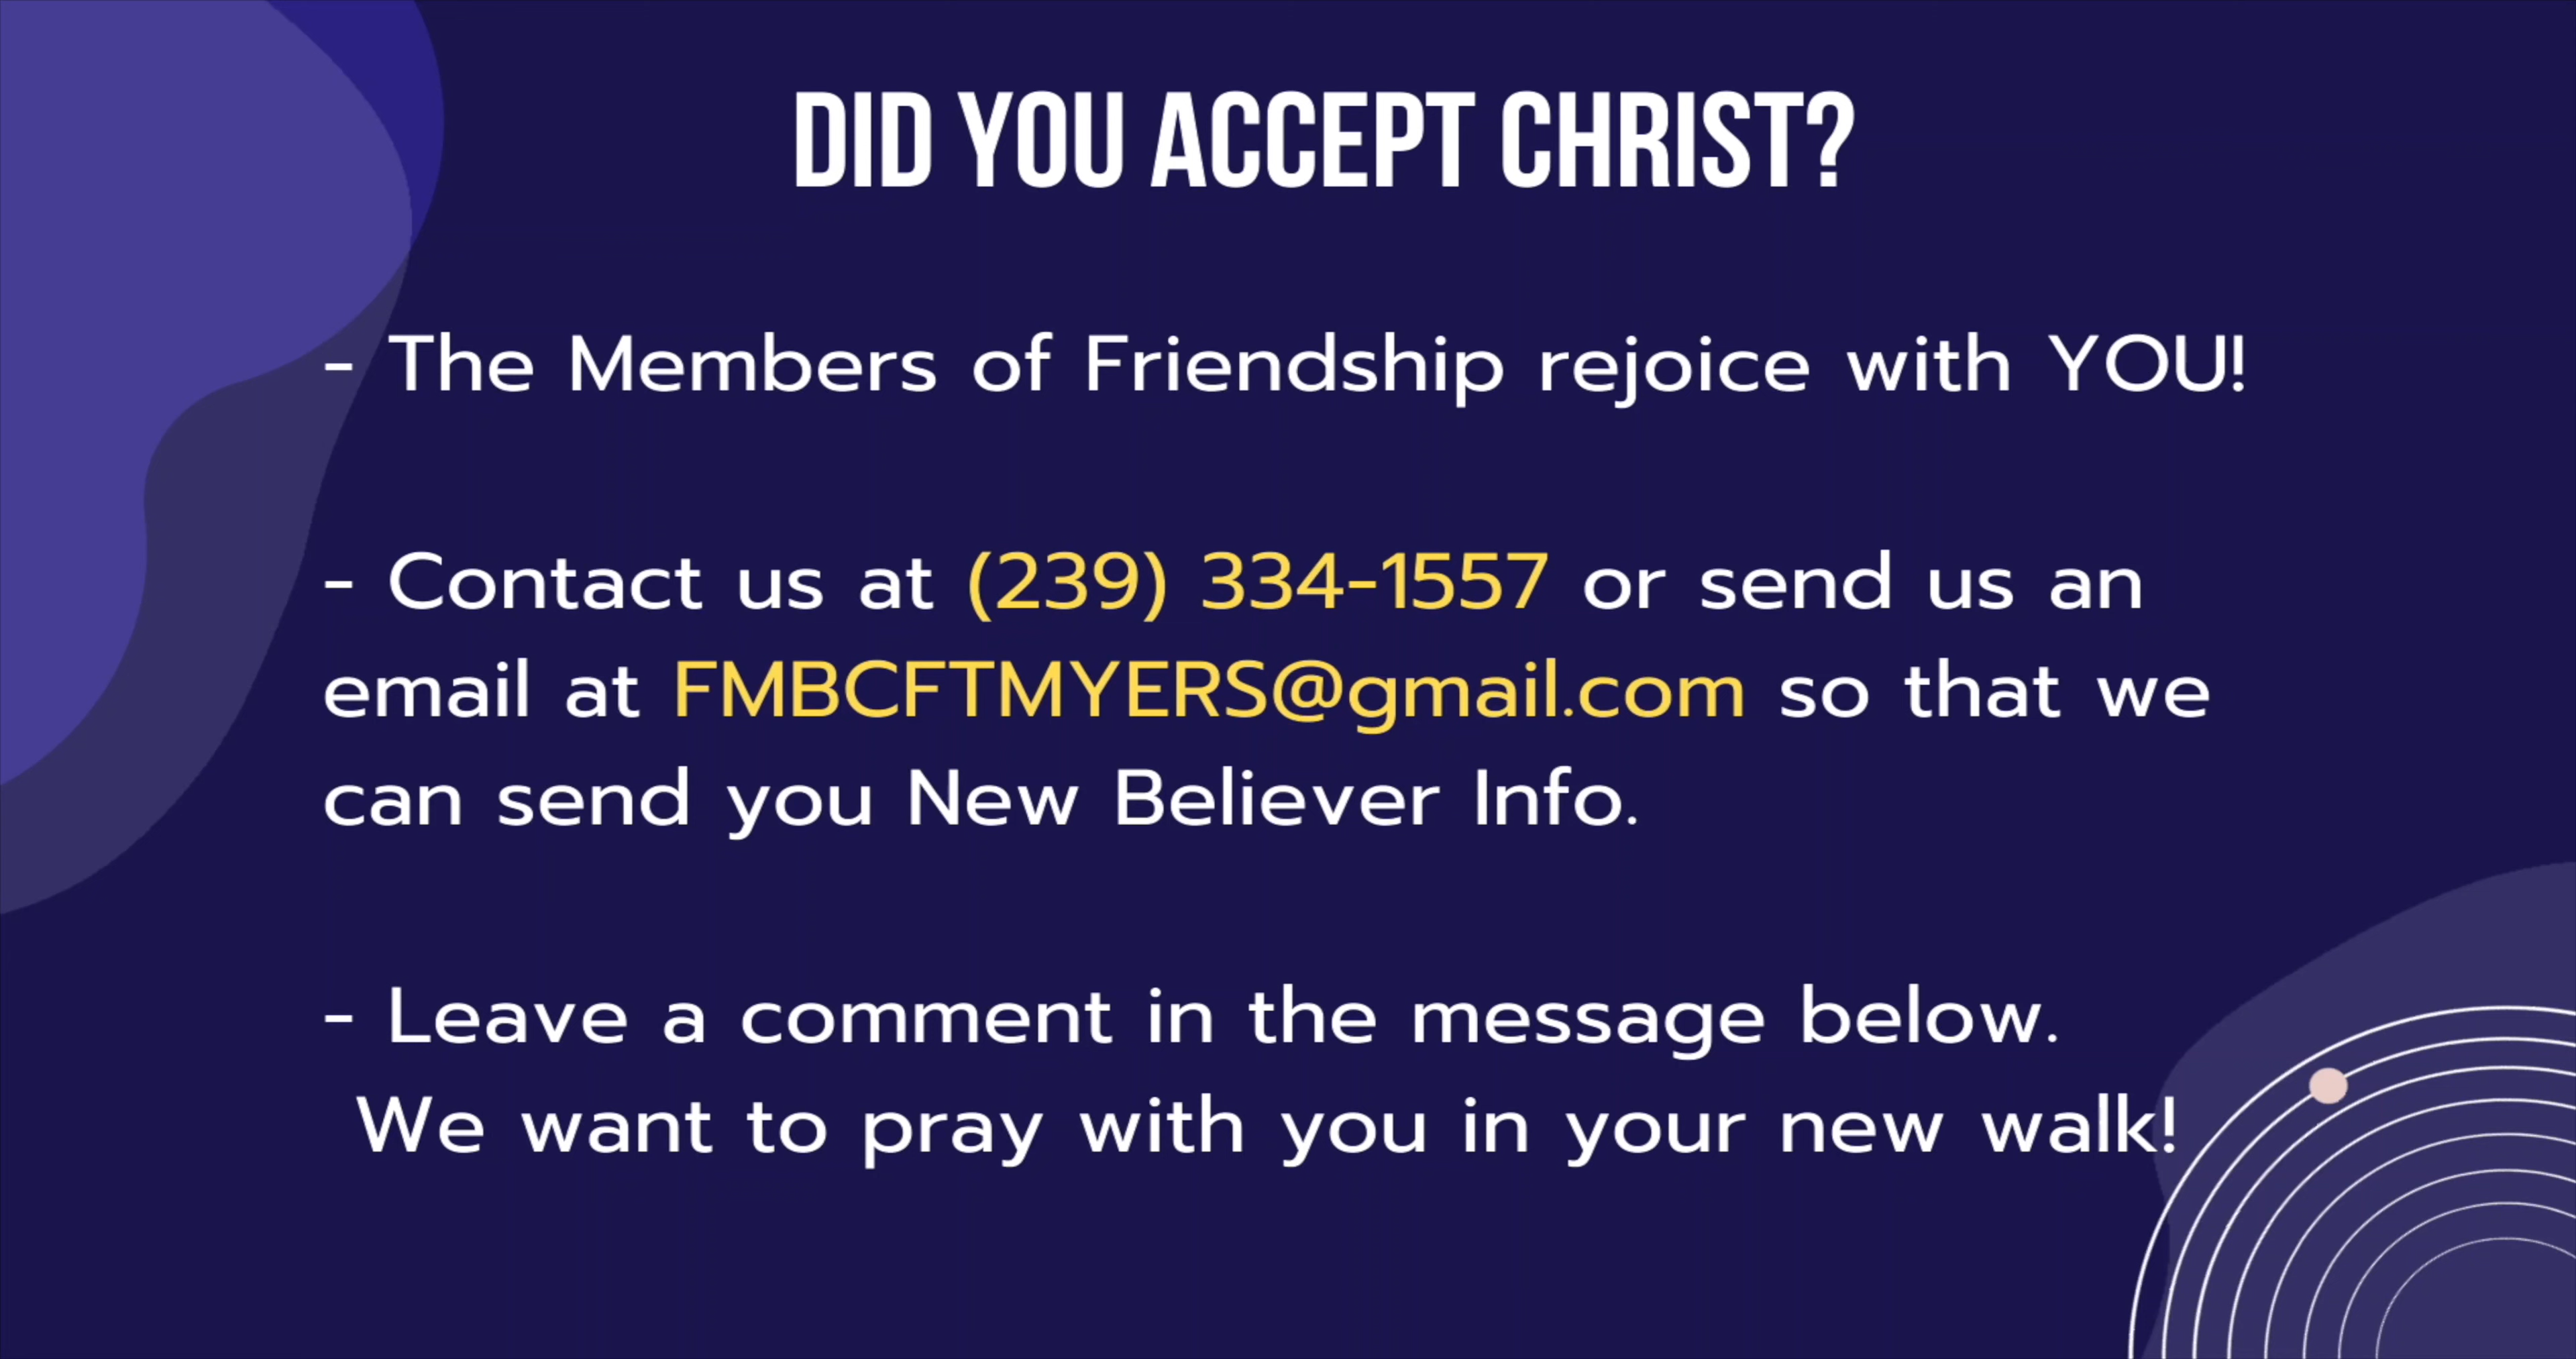 DID YOU ACCEPT CHRIST?
- The Members of Friendship rejoice with YOU!
- Contact us at (239) 334-1557 or send us an
email at FMBCFTMYERS@gmail.com so that we
can send you New Believer Info.
- Leave a comment in the message below.
We want to pray with you in your new walk!